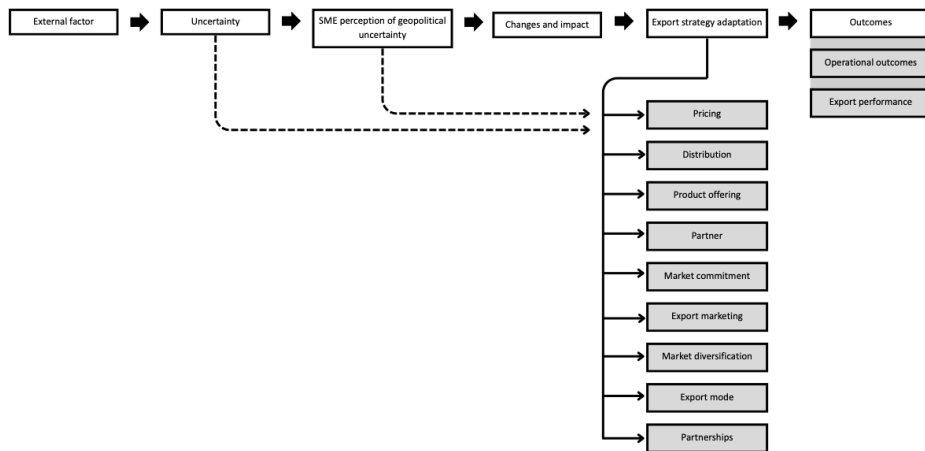 External factor
Uncertainty
SME perception of geopolitical
uncertainty
Changes and impact
Export strategy adaptation
Outcomes
Operational outcomes
Export performance
Pricing
Distribution
Product offering
Partner
Market commitment
Export marketing
Market diversification
Export mode
Partnerships